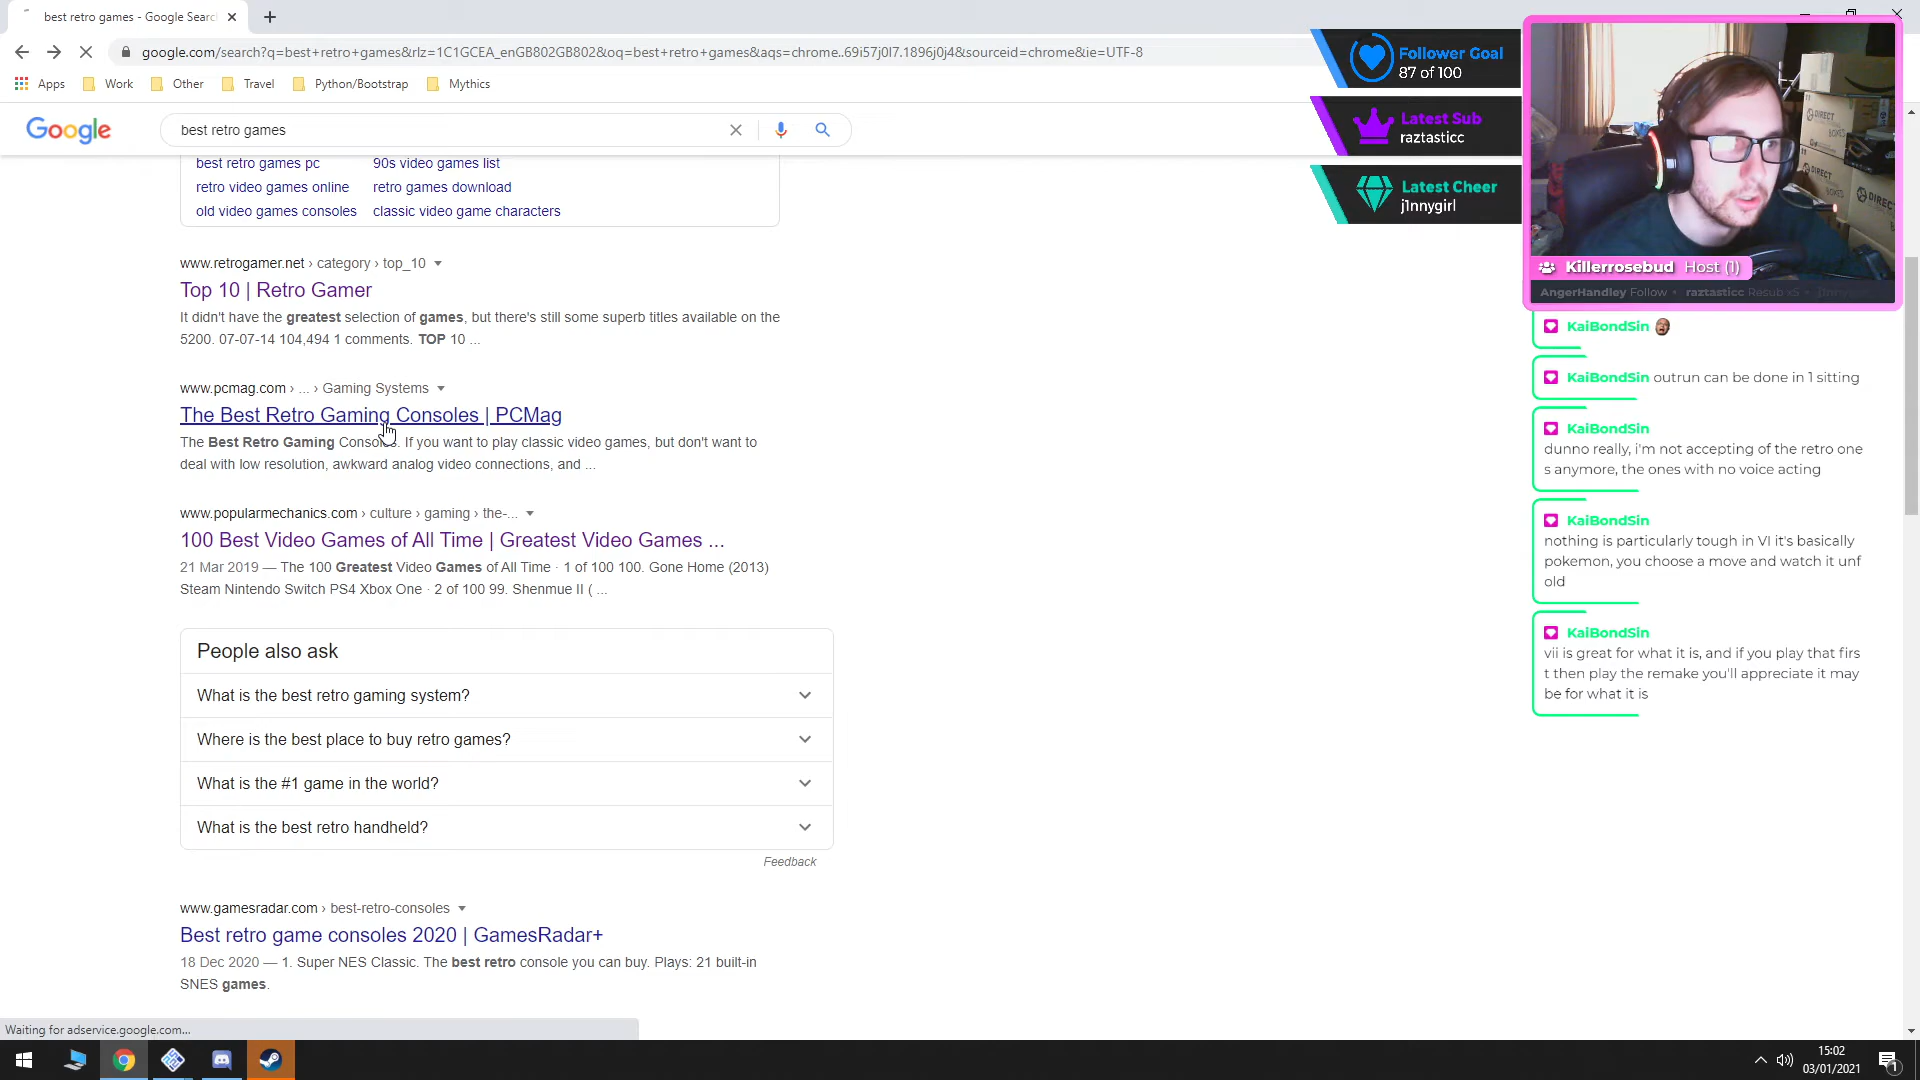 best retro games - Google Searc
google.com/search?q=best+retro+games&rlz=1C1GCEA_enGB802GB802&oq=best+retro+games&aqs=chrome..69i57j0l7.1896j0j4&sourceid=chrome&ie=UTF-8
Apps Work Other Travel Python/Bootstrap Mythics
Google best retro games
best retro games pc 90s video games list
retro video games online retro games download
old video games consoles classic video game characters
www.retrogamer.net › category › top_10
Top 10 | Retro Gamer
It didn't have the greatest selection of games, but there's still some superb titles available on the
5200. 07-07-14 104,494 1 comments. TOP 10 ...
www.pcmag.com › ... › Gaming Systems
The Best Retro Gaming Consoles | PCMag
The Best Retro Gaming Consoles. If you want to play classic video games, but don't want to
deal with low resolution, awkward analog video connections, and ...
www.popularmechanics.com › culture › gaming › the-...
100 Best Video Games of All Time | Greatest Video Games ...
21 Mar 2019 — The 100 Greatest Video Games of All Time · 1 of 100 100. Gone Home (2013)
Steam Nintendo Switch PS4 Xbox One · 2 of 100 99. Shenmue II ( ...
People also ask
What is the best retro gaming system?
Where is the best place to buy retro games?
What is the #1 game in the world?
What is the best retro handheld?
Feedback
www.gamesradar.com › best-retro-consoles
Best retro game consoles 2020 | GamesRadar+
18 Dec 2020 — 1. Super NES Classic. The best retro console you can buy. Plays: 21 built-in
SNES games.
Waiting for adservice.google.com...
Follower Goal
87 of 100
Latest Sub
raztasticc
Latest Cheer
j1nnygirl
DIRECT
DIRECT
DIRECT
Killerrosebud Host (1)
AngerHandley Follow • raztasticc Resub x5 • j1nnygirl
KaiBondSin
KaiBondSin outrun can be done in 1 sitting
KaiBondSin
dunno really, i'm not accepting of the retro one
s anymore, the ones with no voice acting
KaiBondSin
nothing is particularly tough in VI it's basically
pokemon, you choose a move and watch it unf
old
KaiBondSin
vii is great for what it is, and if you play that firs
t then play the remake you'll appreciate it may
be for what it is
15:02
03/01/2021
1